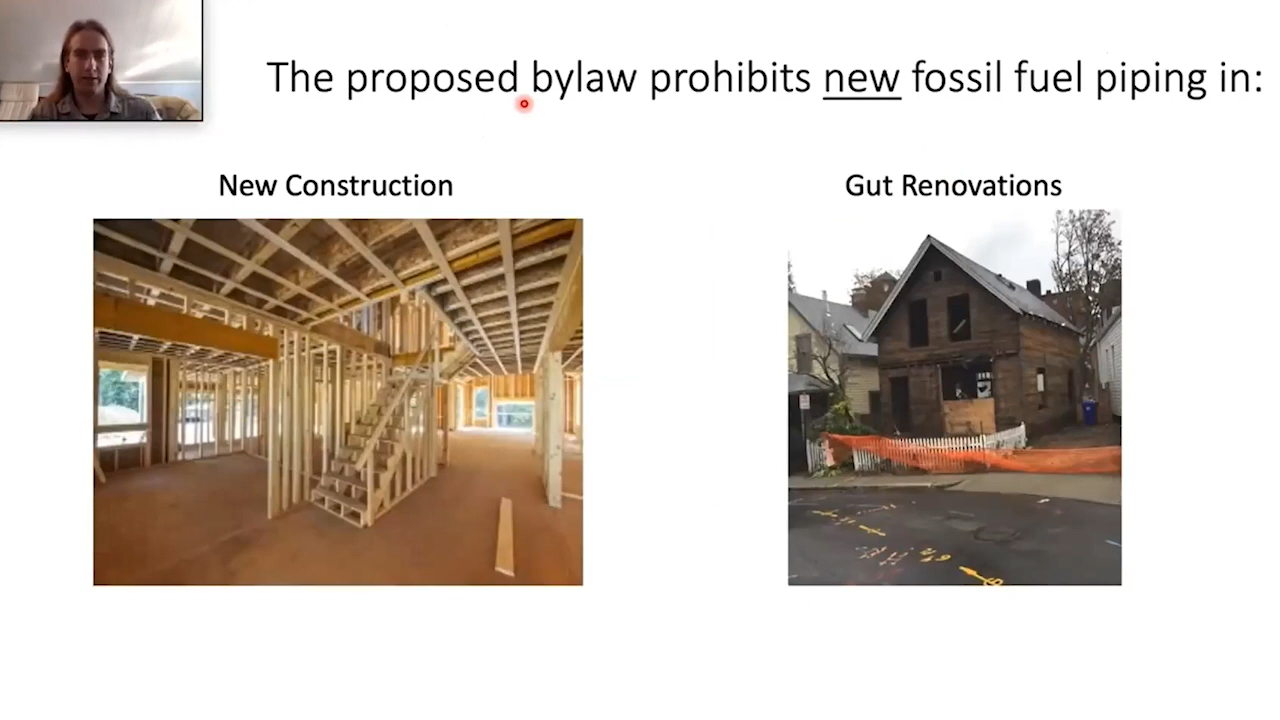 The proposed bylaw prohibits new fossil fuel piping in:
New Construction
Gut Renovations